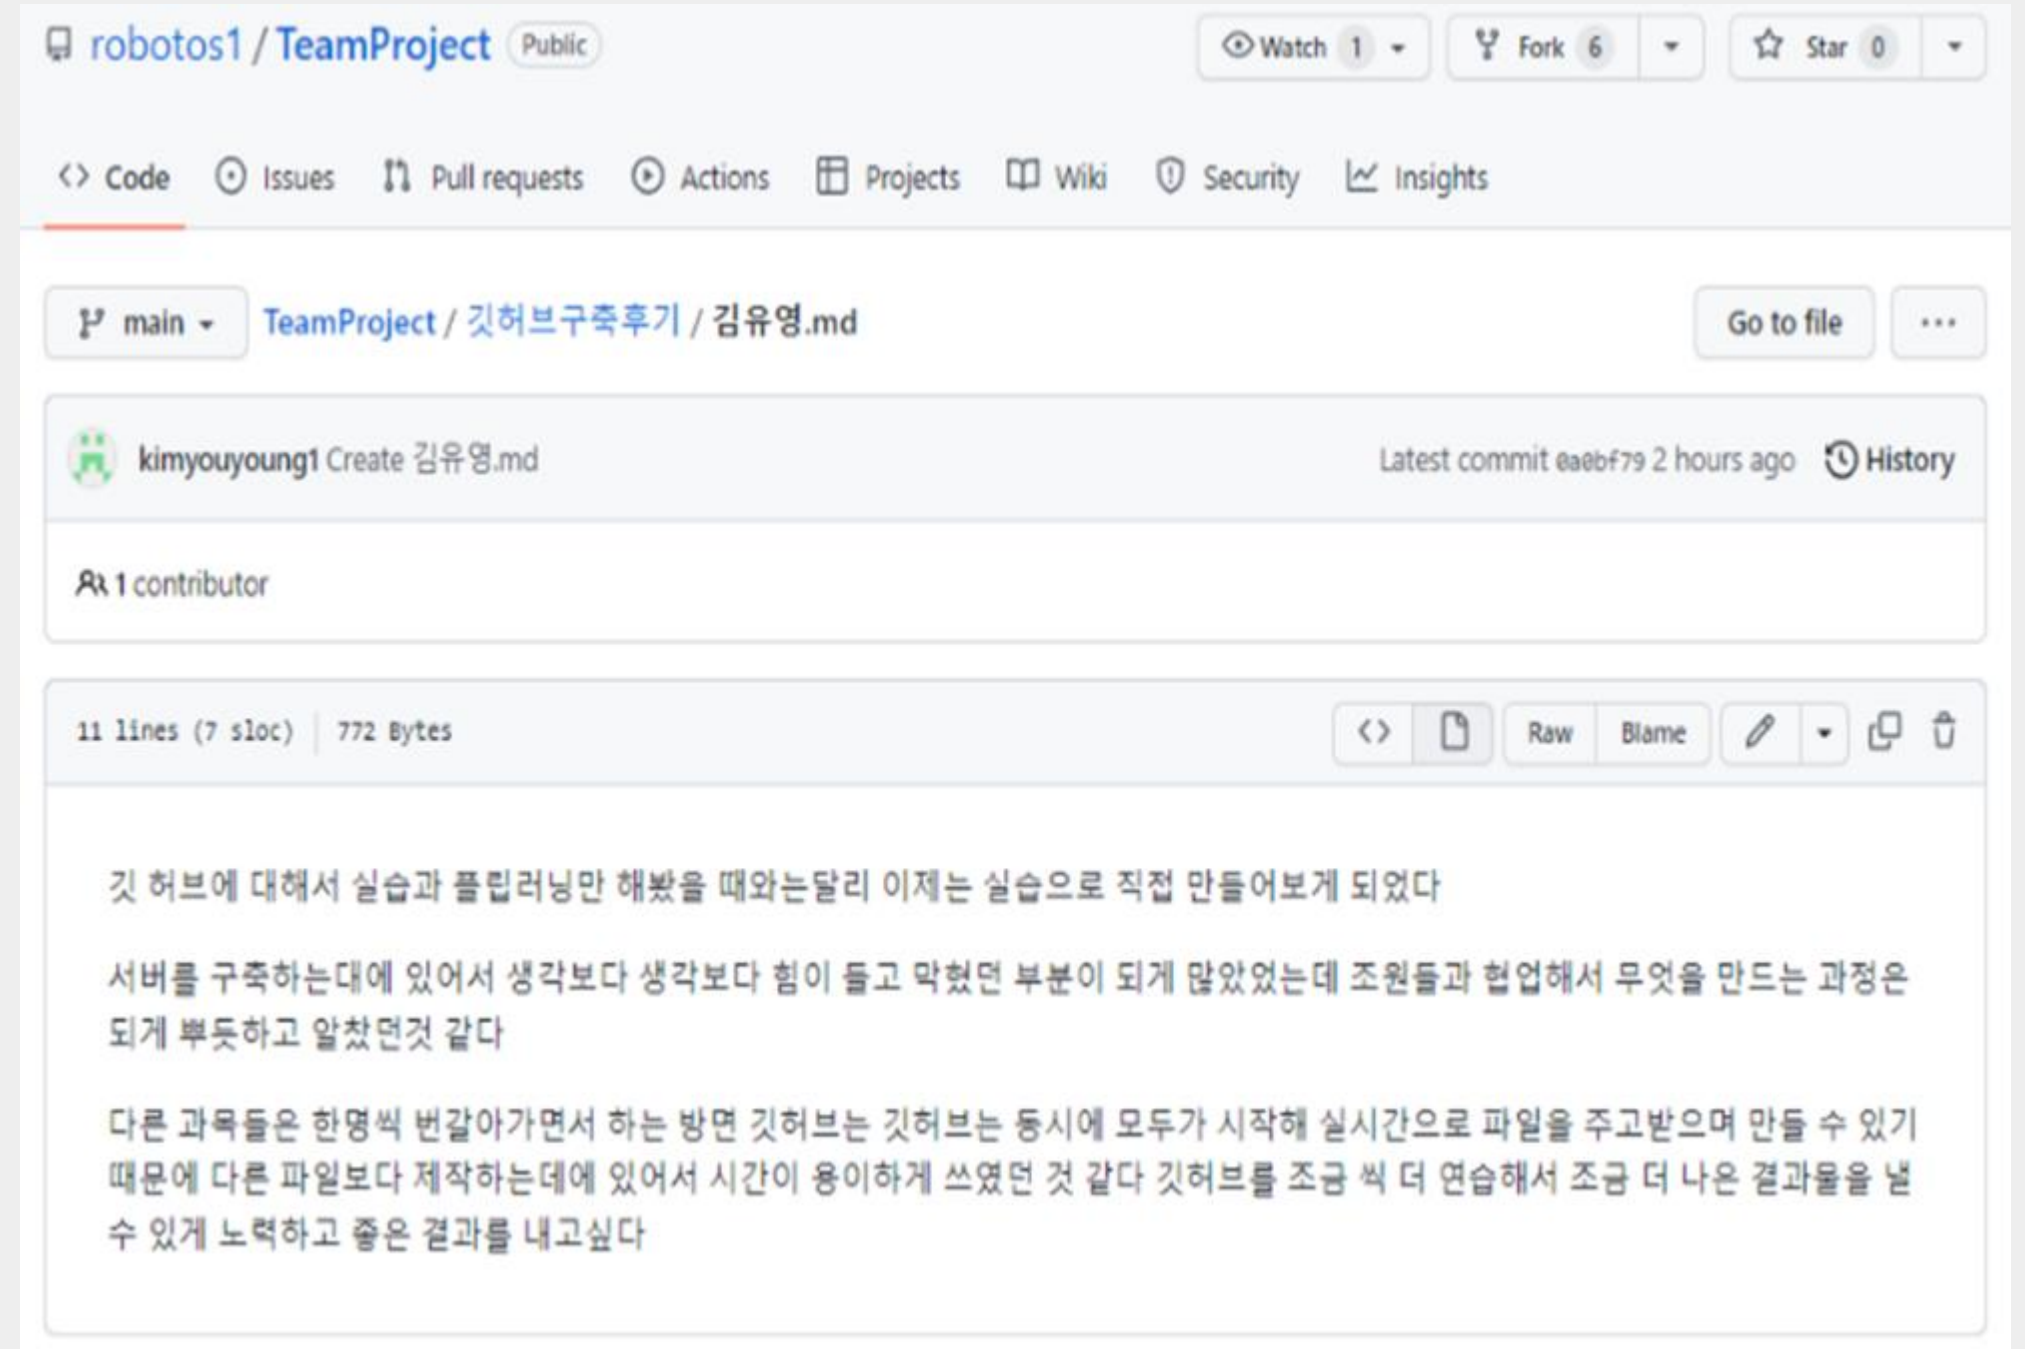 robotos1 / TeamProject Public Watch 1 Fork 6 Star 0
Code Issues Pull requests Actions Projects Wiki Security Insights
main TeamProject / 깃허브구축후기 / 김유영.md Go to file ...
kimyouyoung1 Create 김유영.md Latest commit 0a0bf79 2 hours ago History
1 contributor
11 lines (7 sloc) 772 Bytes Raw Blame
깃 허브에 대해서 실습과 플립러닝만 해봤을 때와는달리 이제는 실습으로 직접 만들어보게 되었다
서버를 구축하는대에 있어서 생각보다 생각보다 힘이 들고 막혔던 부분이 되게 많았었는데 조원들과 협업해서 무엇을 만드는 과정은
되게 뿌듯하고 알찼던것 같다
다른 과목들은 한명씩 번갈아가면서 하는 방면 깃허브는 깃허브는 동시에 모두가 시작해 실시간으로 파일을 주고받으며 만들 수 있기
때문에 다른 파일보다 제작하는데에 있어서 시간이 용이하게 쓰였던 것 같다 깃허브를 조금 씩 더 연습해서 조금 더 나은 결과물을 낼
수 있게 노력하고 좋은 결과를 내고싶다